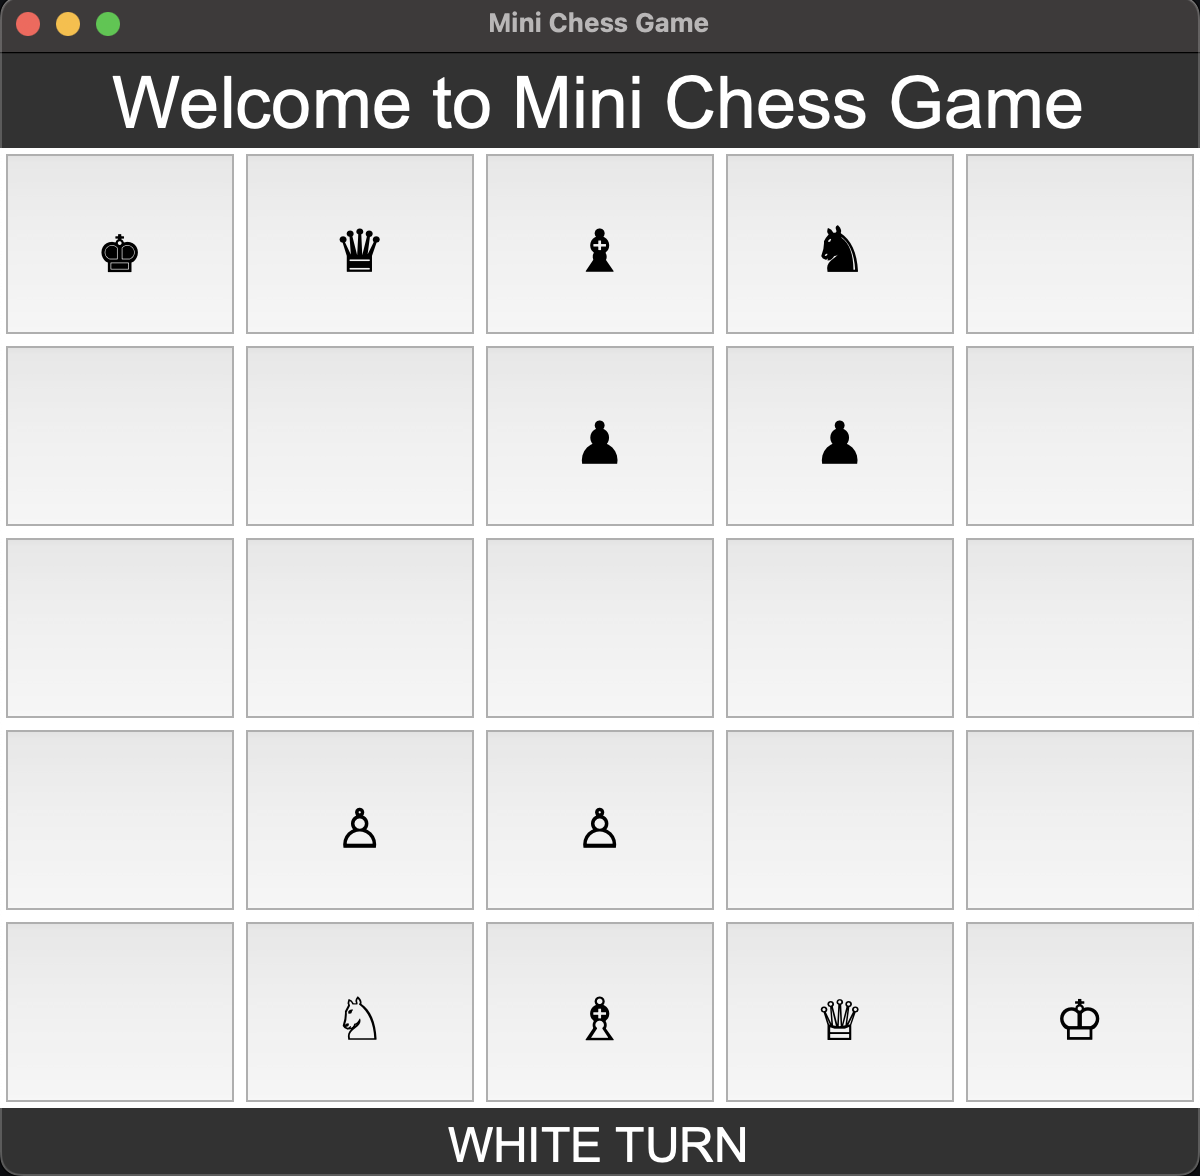 Mini Chess Game
Welcome to Mini Chess Game
♚ ♛ ♝ ♞
♟ ♟
♙ ♙
♘ ♗ ♕ ♔
WHITE TURN